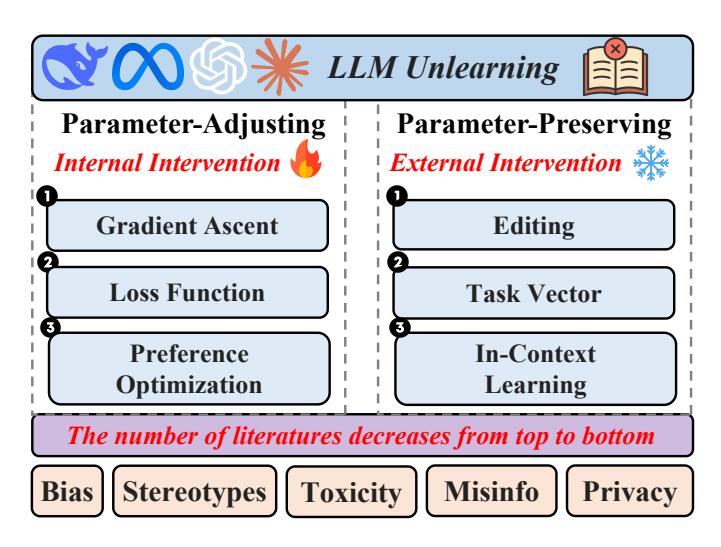 LLM Unlearning
Parameter-Adjusting
Internal Intervention
1
Gradient Ascent
2
Loss Function
3
Preference
Optimization
Parameter-Preserving
External Intervention
1
Editing
2
Task Vector
3
In-Context
Learning
The number of literatures decreases from top to bottom
Bias
Stereotypes
Toxicity
Misinfo
Privacy